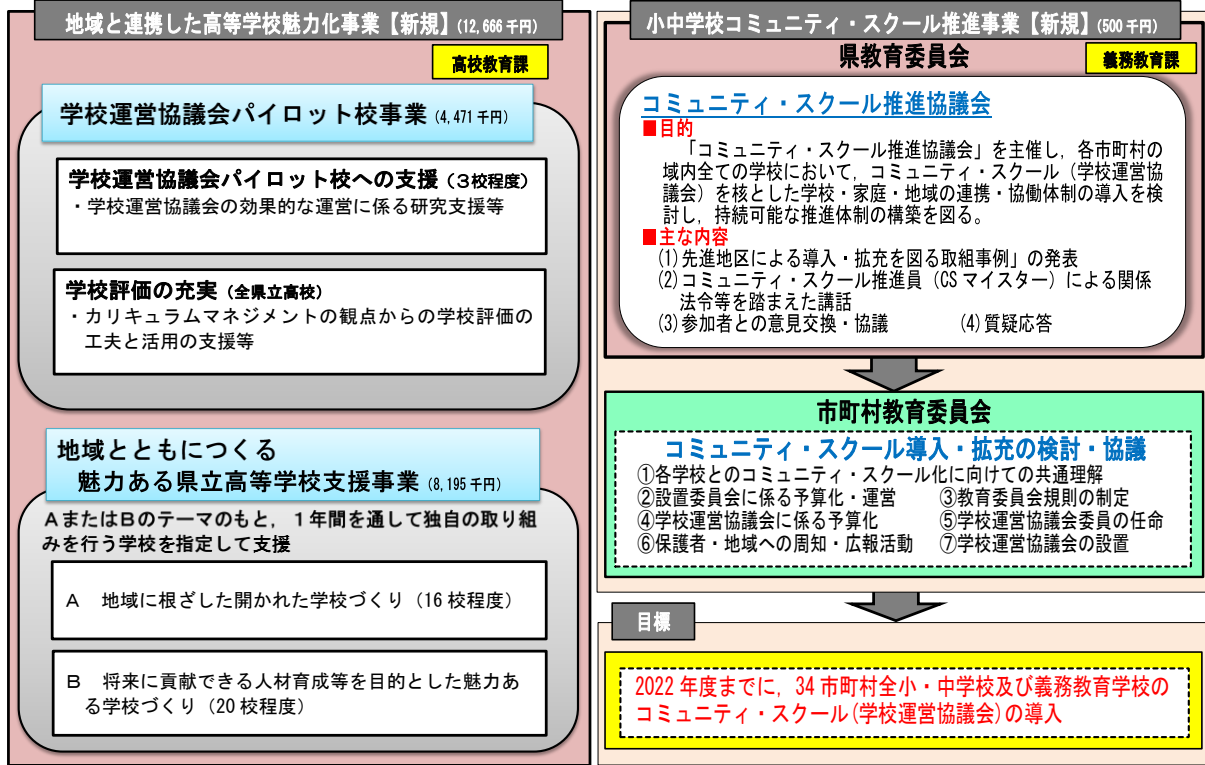 地域と連携した高等学校魅力化事業【新規】(12,666千円)
高校教育課
学校運営協議会パイロット校事業(4,471千円)
学校運営協議会パイロット校への支援(3校程度)
・学校運営協議会の効果的な運営に係る研究支援等
学校評価の充実(全県立高校)
・カリキュラムマネジメントの観点からの学校評価の
工夫と活用の支援等
地域とともにつくる
魅力ある県立高等学校支援事業(8,195千円)
AまたはBのテーマのもと，1年間を通して独自の取り組
みを行う学校を指定して支援
A 地域に根ざした開かれた学校づくり(16校程度)
B 将来に貢献できる人材育成等を目的とした魅力あ
る学校づくり(20校程度)
小中学校コミュニティ・スクール推進事業【新規】(500千円)
県教育委員会
義務教育課
コミュニティ・スクール推進協議会
■目的
「コミュニティ・スクール推進協議会」を主催し，各市町村の
域内全ての学校において，コミュニティ・スクール(学校運営協
議会)を核とした学校・家庭・地域の連携・協働体制の導入を検
討し，持続可能な推進体制の構築を図る。
■主な内容
(1)先進地区による導入・拡充を図る取組事例」の発表
(2)コミュニティ・スクール推進員(CSマイスター)による関係
法令等を踏まえた講話
(3)参加者との意見交換・協議 (4)質疑応答
市町村教育委員会
コミュニティ・スクール導入・拡充の検討・協議
①各学校とのコミュニティ・スクール化に向けての共通理解
②設置委員会に係る予算化・運営 ③教育委員会規則の制定
④学校運営協議会に係る予算化 ⑤学校運営協議会委員の任命
⑥保護者・地域への周知・広報活動 ⑦学校運営協議会の設置
目標
2022年度までに，34市町村全小・中学校及び義務教育学校の
コミュニティ・スクール(学校運営協議会)の導入